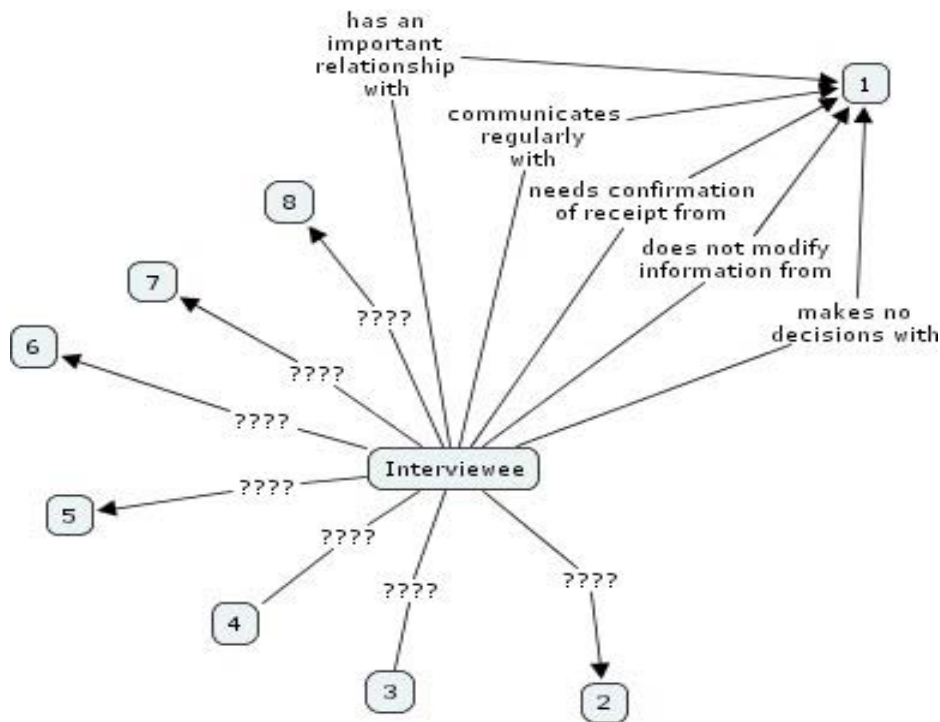 has an
important
relationship
with
1
communicates
regularly
with
needs confirmation
of receipt from
8
does not modify
information from
7
makes no
decisions with
????
6
????
????
Interviewee
????
5
????
????
????
4
3
2